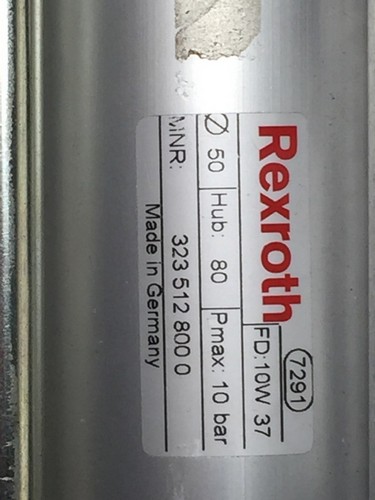 Rexroth
7291
FD:10W 37
Ø 50 Hub: 80 Pmax: 10 bar
MNR: 323 512 800 0
Made in Germany